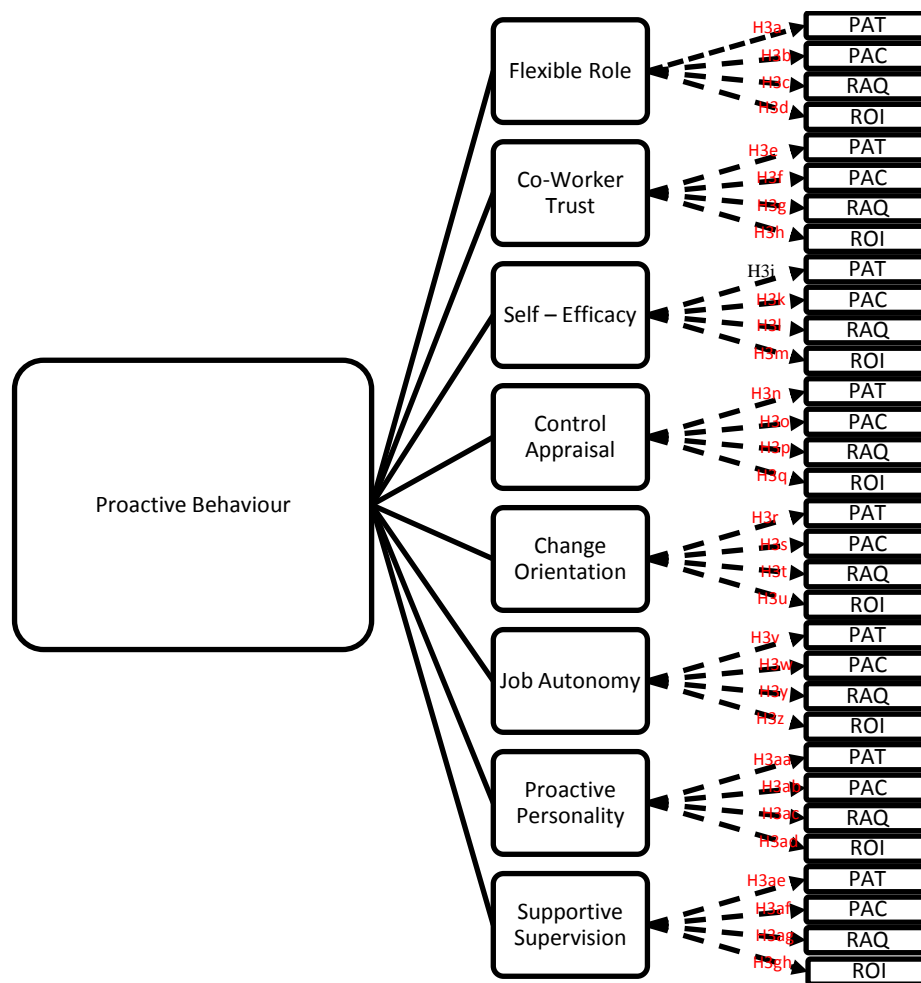 Proactive Behaviour
Flexible Role
H3a
PAT
H3b
PAC
H3c
RAQ
H3d
ROI
Co-Worker
Trust
H3e
PAT
H3f
PAC
H3g
RAQ
H3h
ROI
Self – Efficacy
H3i
PAT
H3k
PAC
H3l
RAQ
H3m
ROI
Control
Appraisal
H3n
PAT
H3o
PAC
H3p
RAQ
H3q
ROI
Change
Orientation
H3r
PAT
H3s
PAC
H3t
RAQ
H3u
ROI
Job Autonomy
H3v
PAT
H3w
PAC
H3y
RAQ
H3z
ROI
Proactive
Personality
H3aa
PAT
H3ab
PAC
H3ac
RAQ
H3ad
ROI
Supportive
Supervision
H3ae
PAT
H3af
PAC
H3ag
RAQ
H3gh
ROI